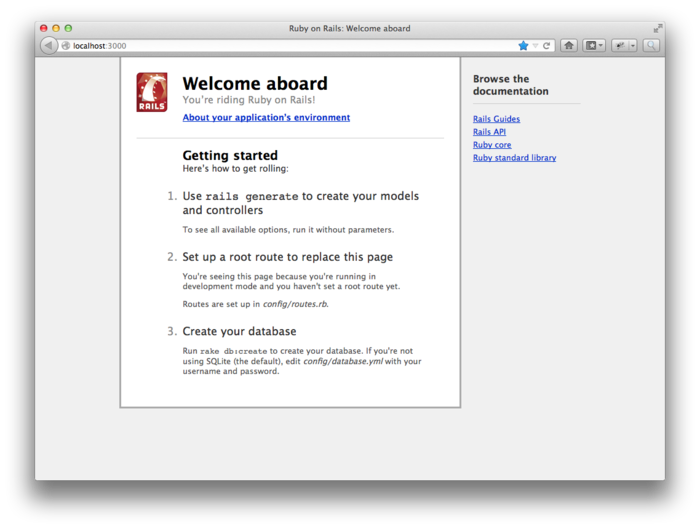 Ruby on Rails: Welcome aboard
localhost:3000
RAILS
Welcome aboard
You're riding Ruby on Rails!
About your application's environment
Getting started
Here's how to get rolling:
1. Use rails generate to create your models
and controllers
To see all available options, run it without parameters.
2. Set up a root route to replace this page
You're seeing this page because you're running in
development mode and you haven't set a root route yet.
Routes are set up in config/routes.rb.
3. Create your database
Run rake db:create to create your database. If you're not
using SQLite (the default), edit config/database.yml with your
username and password.
Browse the
documentation
Rails Guides
Rails API
Ruby core
Ruby standard library